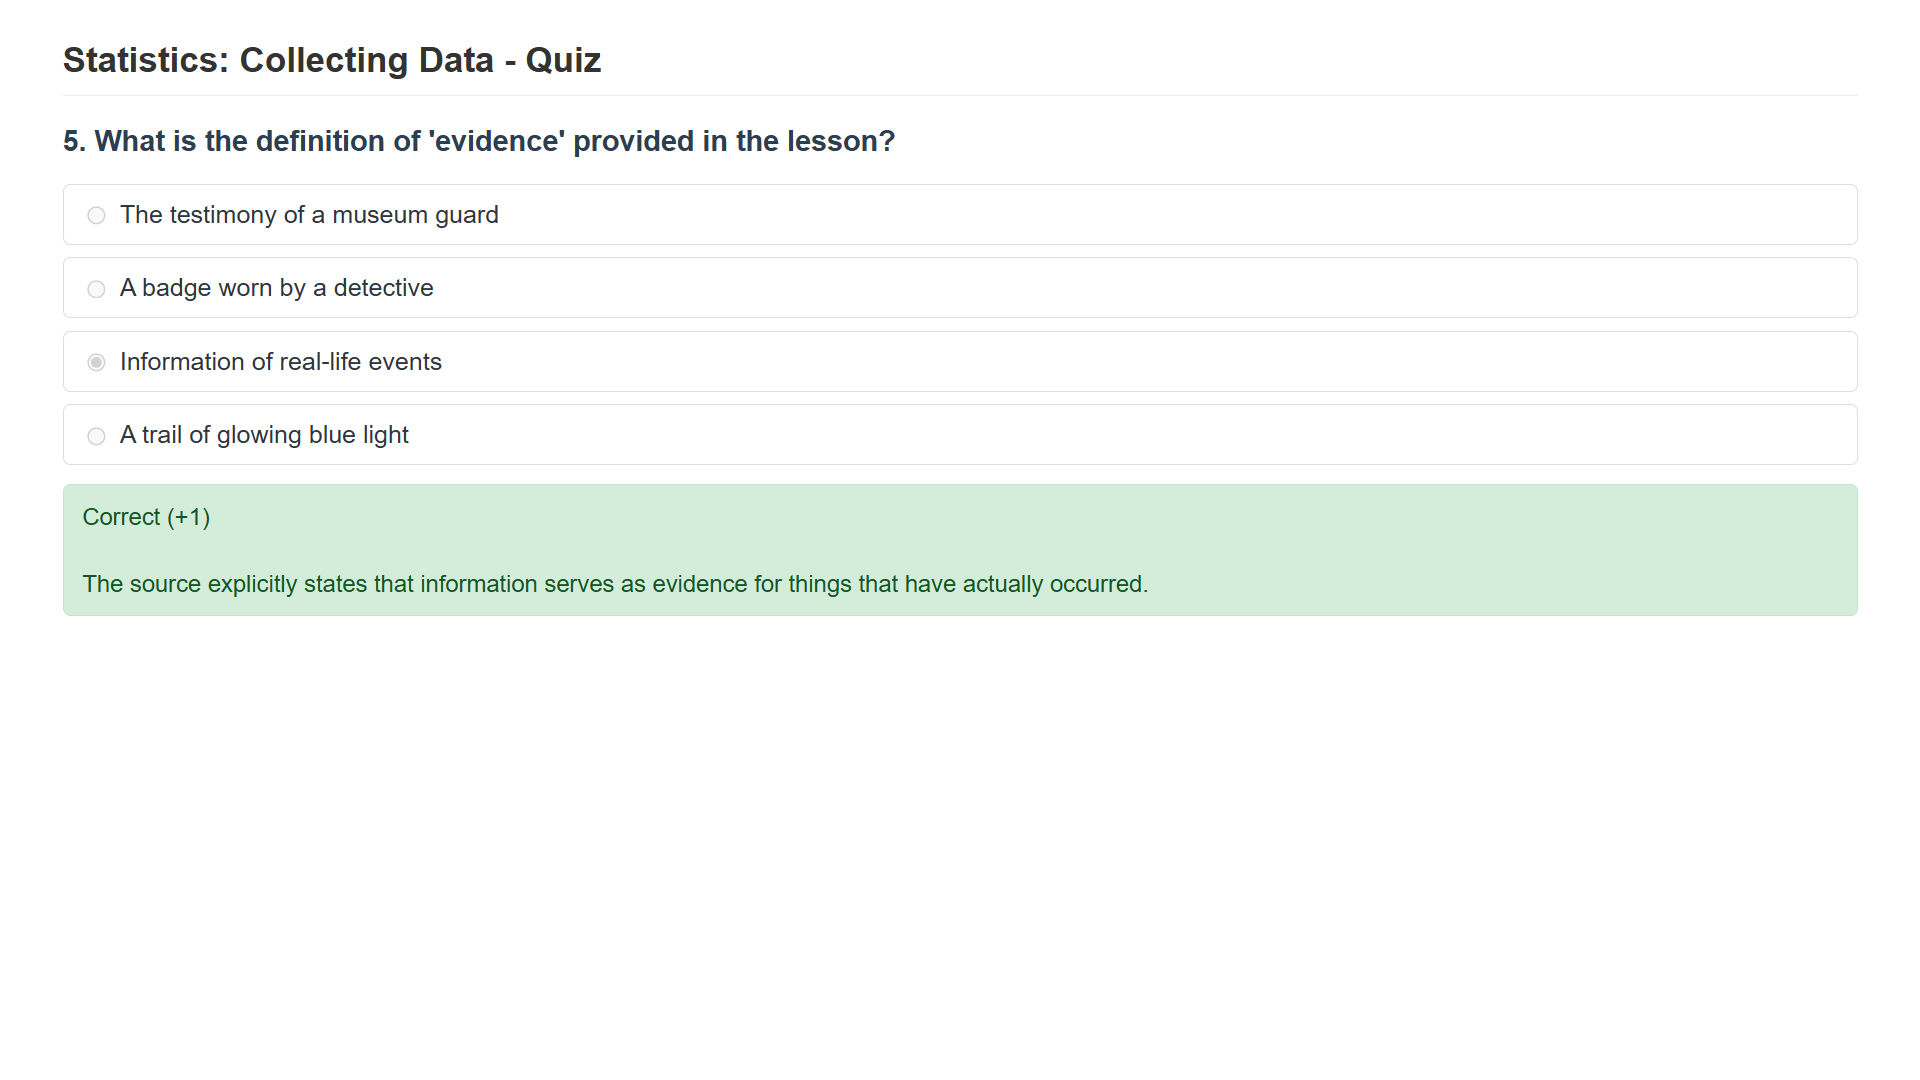 Statistics: Collecting Data - Quiz
5. What is the definition of 'evidence' provided in the lesson?
The testimony of a museum guard
A badge worn by a detective
Information of real-life events
A trail of glowing blue light
Correct (+1)
The source explicitly states that information serves as evidence for things that have actually occurred.